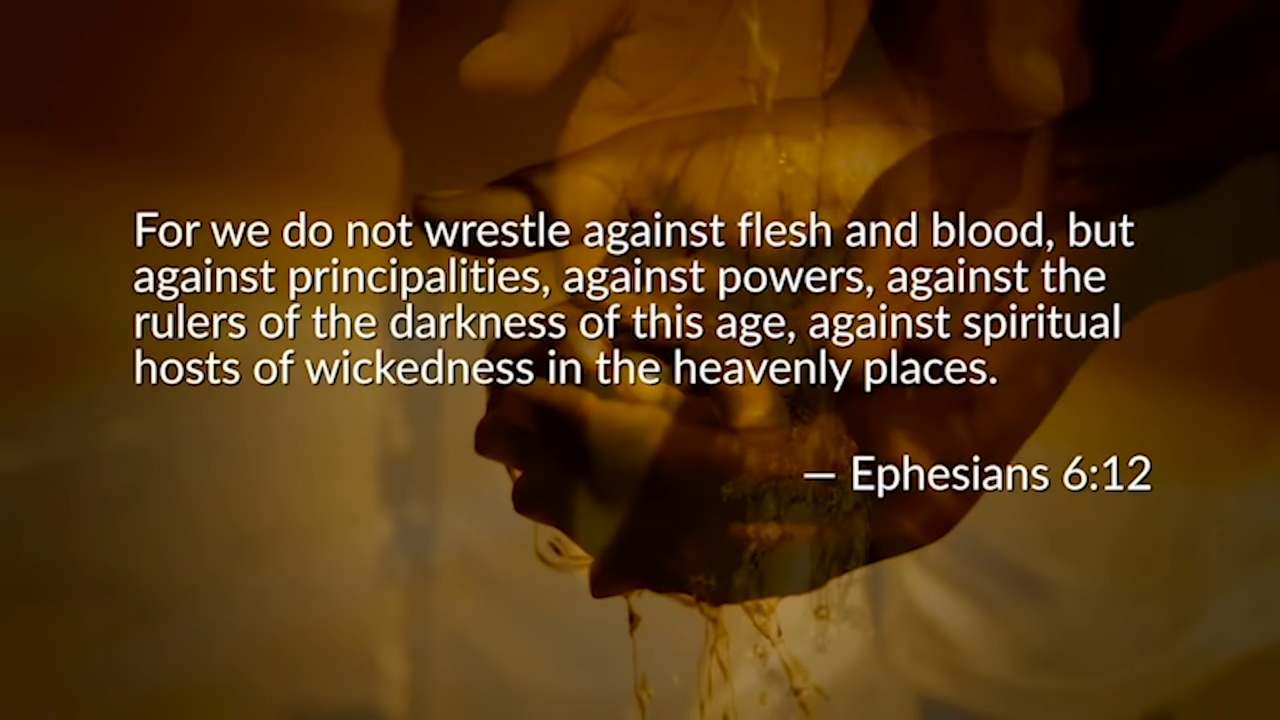 For we do not wrestle against flesh and blood, but
against principalities, against powers, against the
rulers of the darkness of this age, against spiritual
hosts of wickedness in the heavenly places.
— Ephesians 6:12